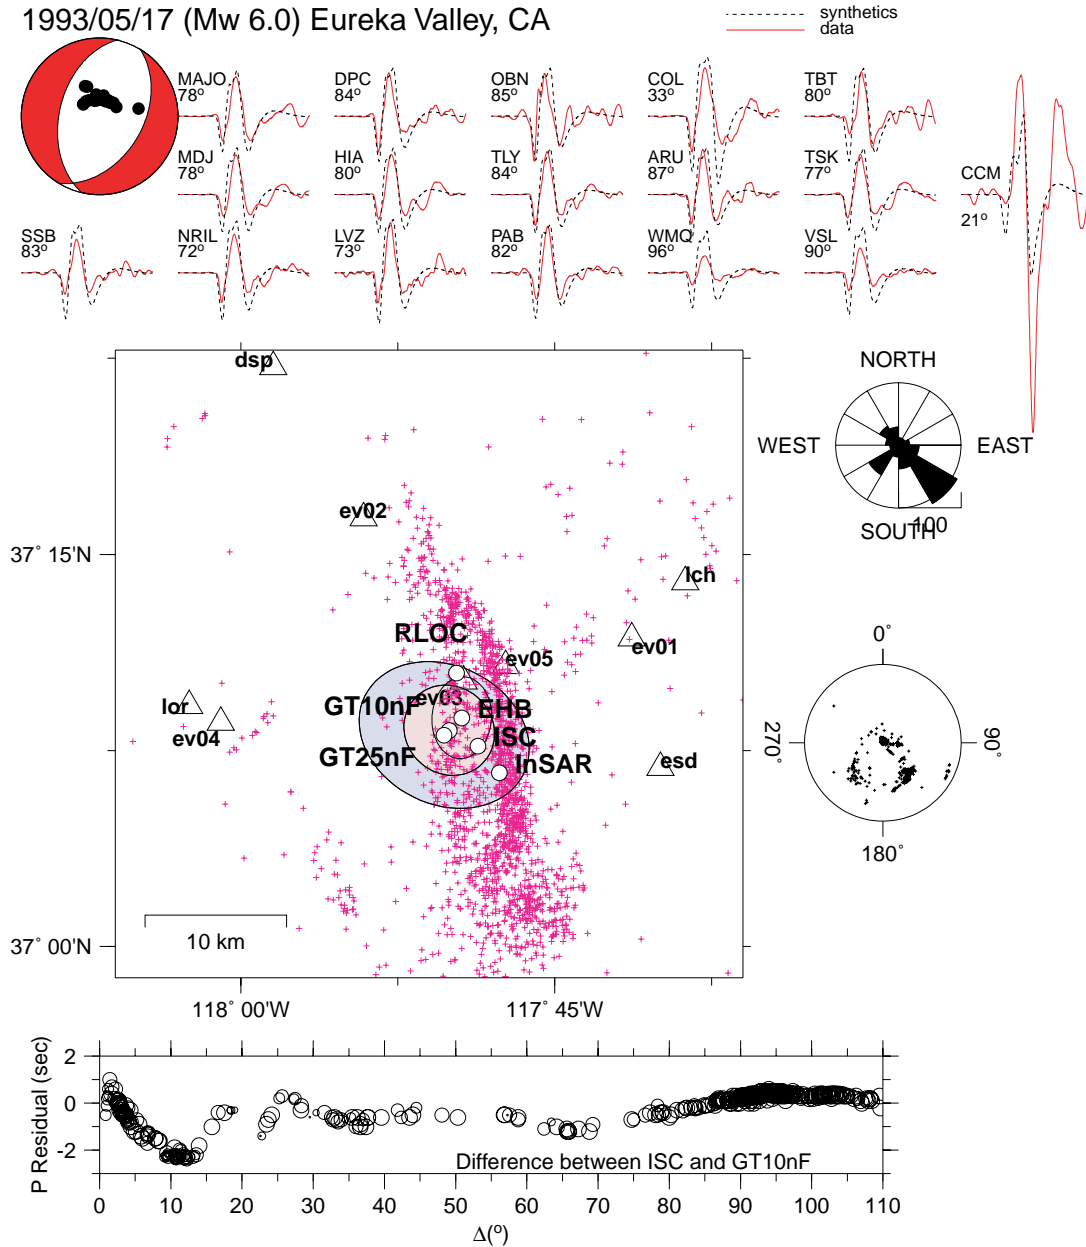 1993/05/17 (Mw 6.0) Eureka Valley, CA
synthetics
data
MAJO
78°
DPC
84°
OBN
85°
COL
33°
TBT
80°
MDJ
78°
HIA
80°
TLY
84°
ARU
87°
TSK
77°
CCM
21°
SSB
83°
NRIL
72°
LVZ
73°
PAB
82°
WMQ
96°
VSL
90°
dsp
ev02
lch
RLOC
ev05
ev01
lor
ev04
GT10nF
ev03
EHB
ISC
GT25nF
InSAR
esd
37° 15'N
37° 00'N
10 km
118° 00'W
117° 45'W
NORTH
WEST
EAST
SOUTH
100
0°
270°
90°
180°
P Residual (sec)
2
0
-2
Difference between ISC and GT10nF
0 10 20 30 40 50 60 70 80 90 100 110
Δ(°)